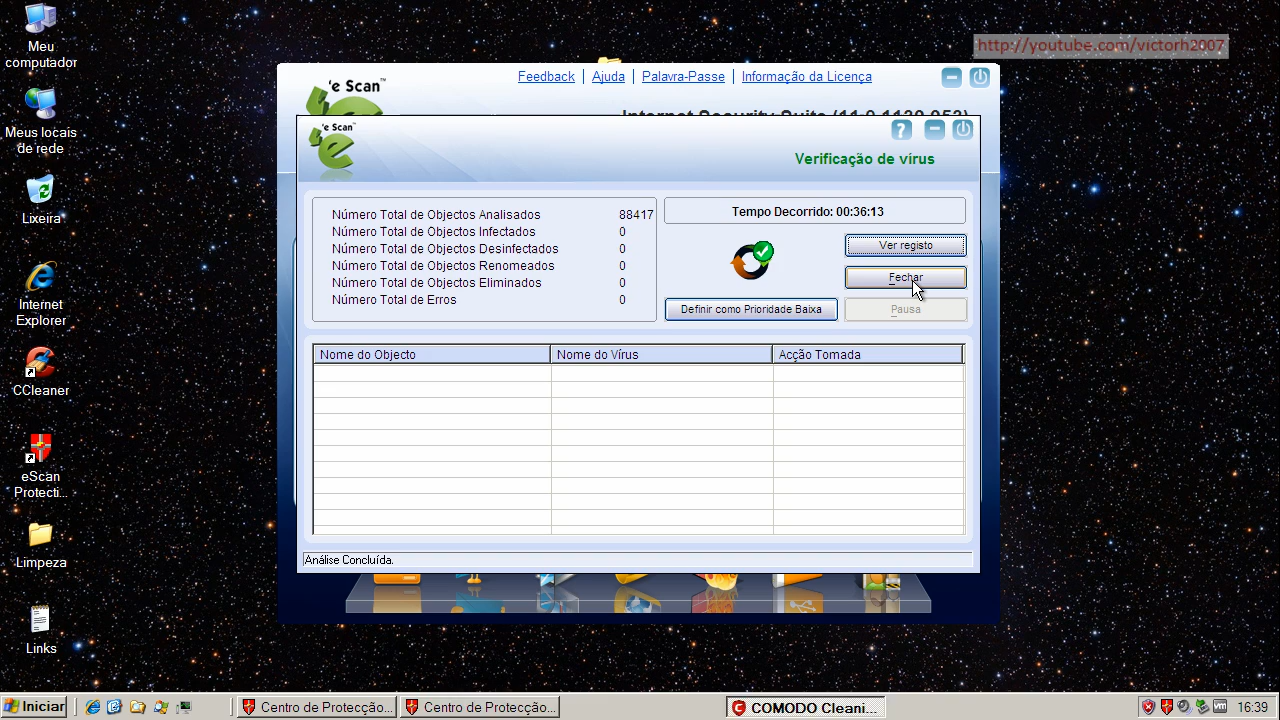 Meu
computador
Meus locais
de rede
Lixeira
Internet
Explorer
CCleaner
eScan
Protecti...
Limpeza
Links
http://youtube.com/victorh2007
Feedback | Ajuda | Palavra-Passe | Informação da Licença
e Scan™
Internet Security Suite
e Scan™
Verificação de vírus
Número Total de Objectos Analisados 88417
Número Total de Objectos Infectados 0
Número Total de Objectos Desinfectados 0
Número Total de Objectos Renomeados 0
Número Total de Objectos Eliminados 0
Número Total de Erros 0
Tempo Decorrido: 00:36:13
Ver registo
Fechar
Definir como Prioridade Baixa
Pausa
Nome do Objecto Nome do Vírus Acção Tomada
Análise Concluída.
Iniciar Centro de Protecção... Centro de Protecção... COMODO Cleani... 16:39